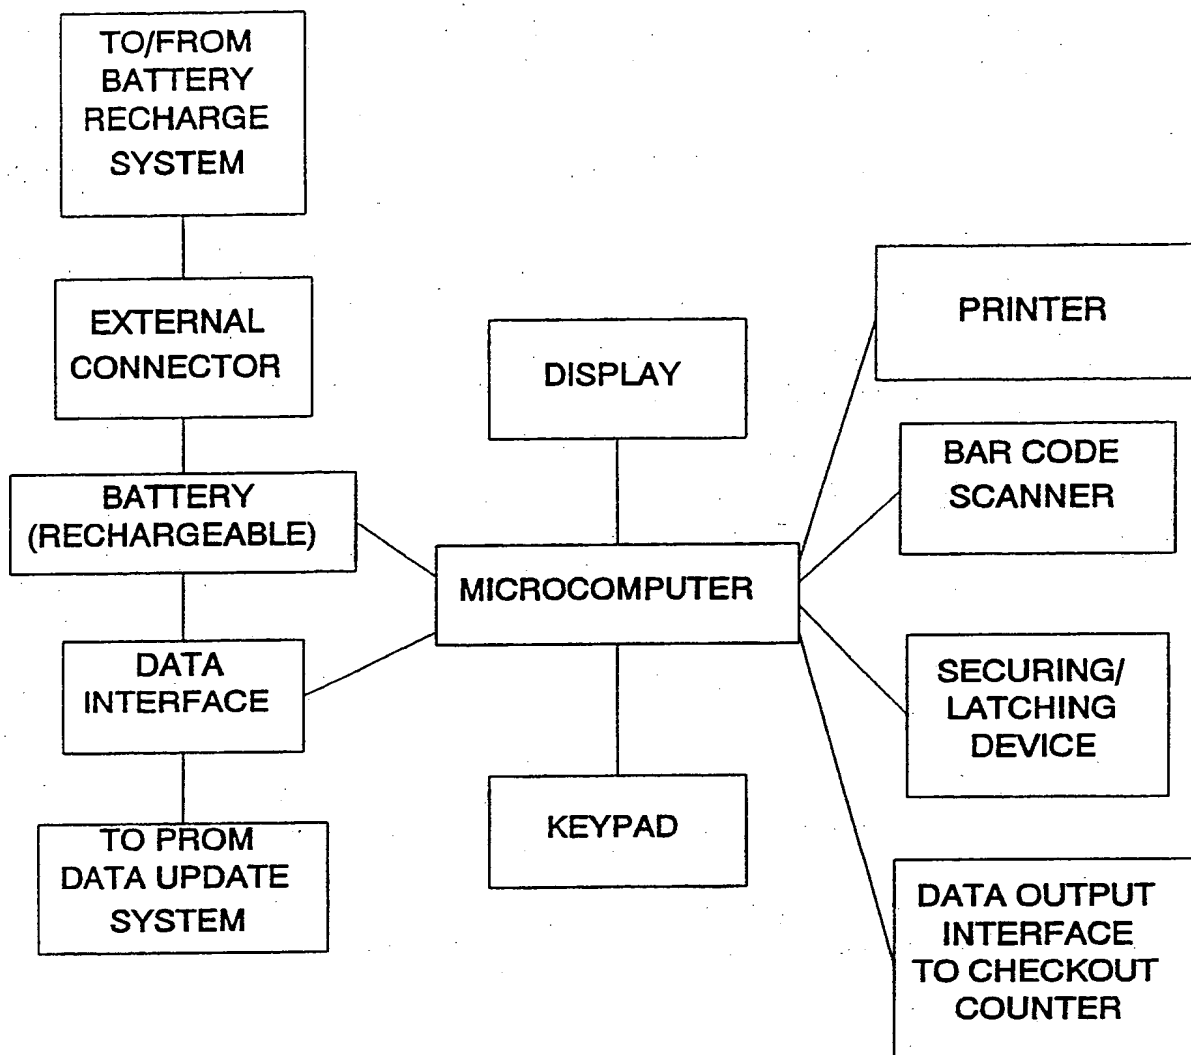 TO/FROM
BATTERY
RECHARGE
SYSTEM
EXTERNAL
CONNECTOR
BATTERY
(RECHARGEABLE)
DATA
INTERFACE
TO PROM
DATA UPDATE
SYSTEM
DISPLAY
MICROCOMPUTER
KEYPAD
PRINTER
BAR CODE
SCANNER
SECURING/
LATCHING
DEVICE
DATA OUTPUT
INTERFACE
TO CHECKOUT
COUNTER